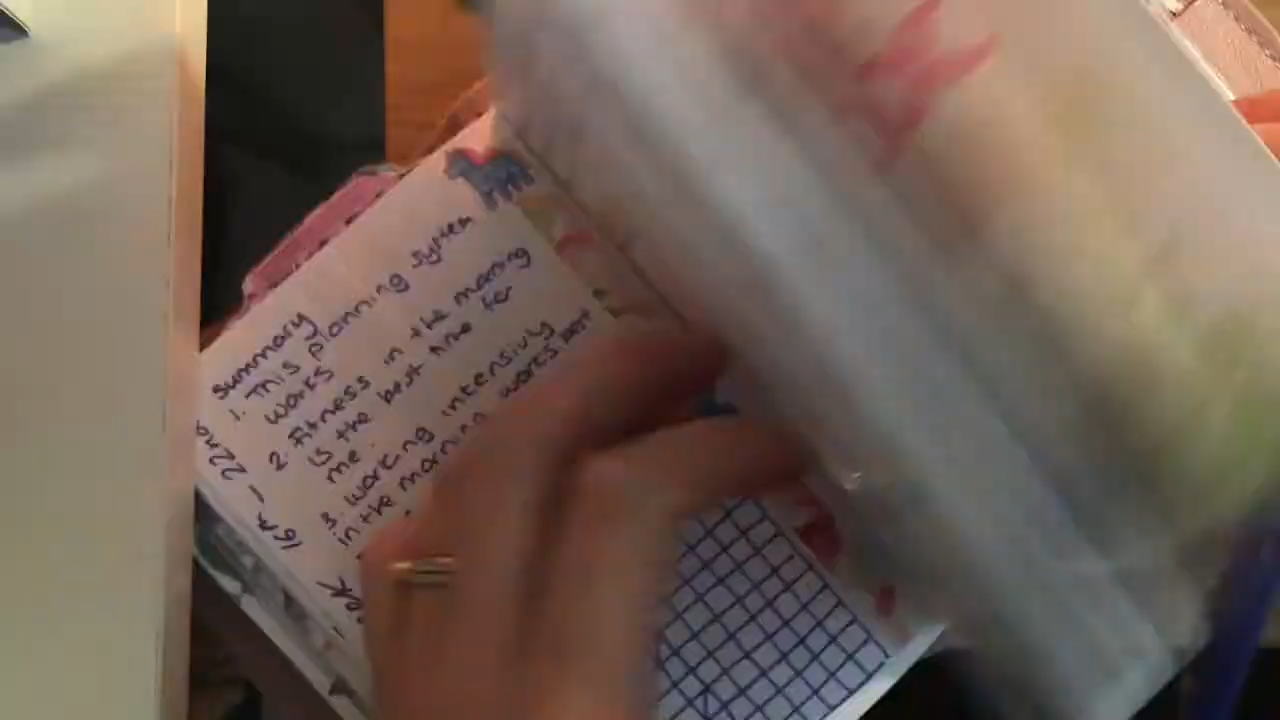 Summary
1. This planning system
works
2. Fitness in the morning
is the best time for
me.
3. Working intensivly
in the morning works best
16th – 22nd